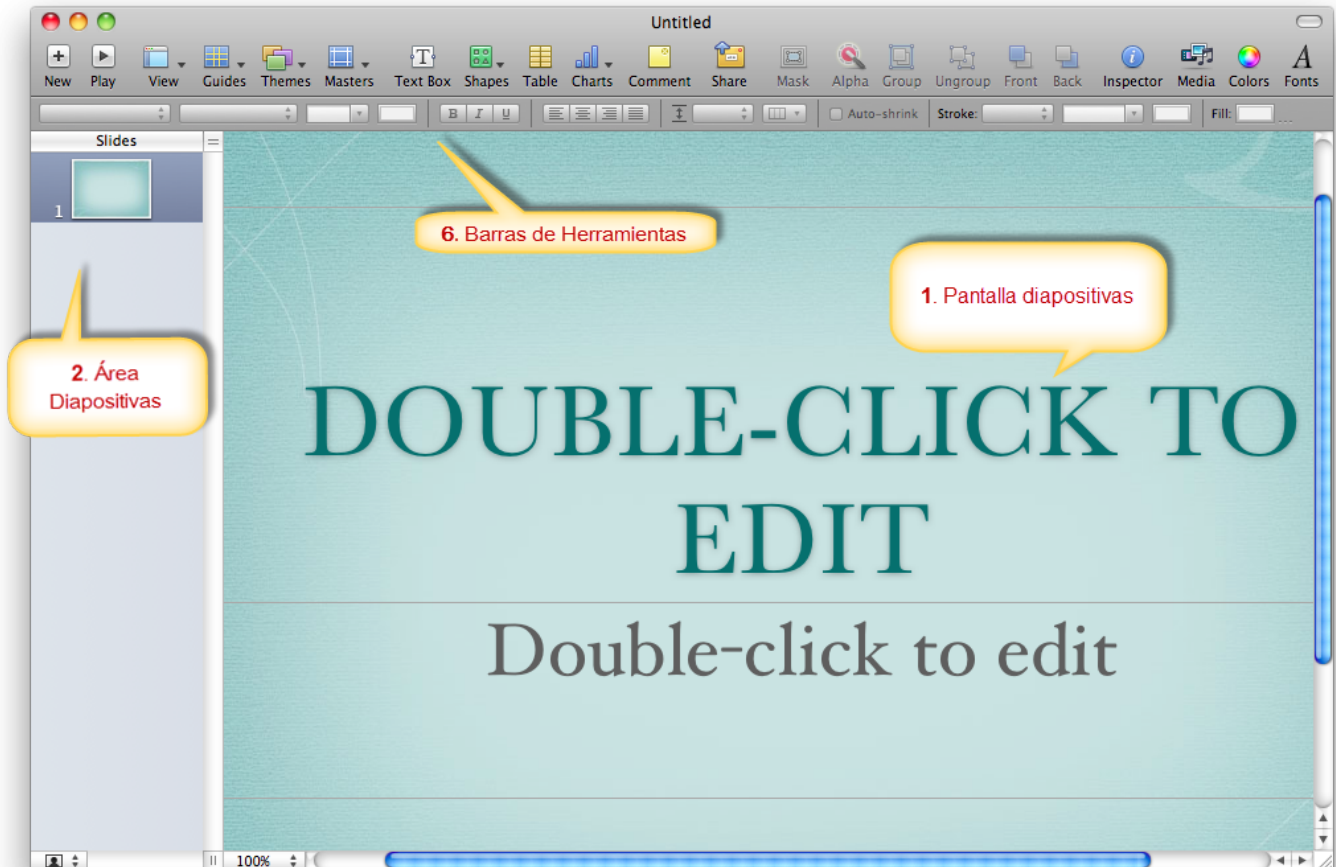 Untitled
New Play View Guides Themes Masters Text Box Shapes Table Charts Comment Share Mask Alpha Group Ungroup Front Back Inspector Media Colors Fonts
B I U Auto-shrink Stroke: Fill:
Slides
1
6. Barras de Herramientas
1. Pantalla diapositivas
2. Área
Diapositivas
DOUBLE-CLICK TO
EDIT
Double-click to edit
100%